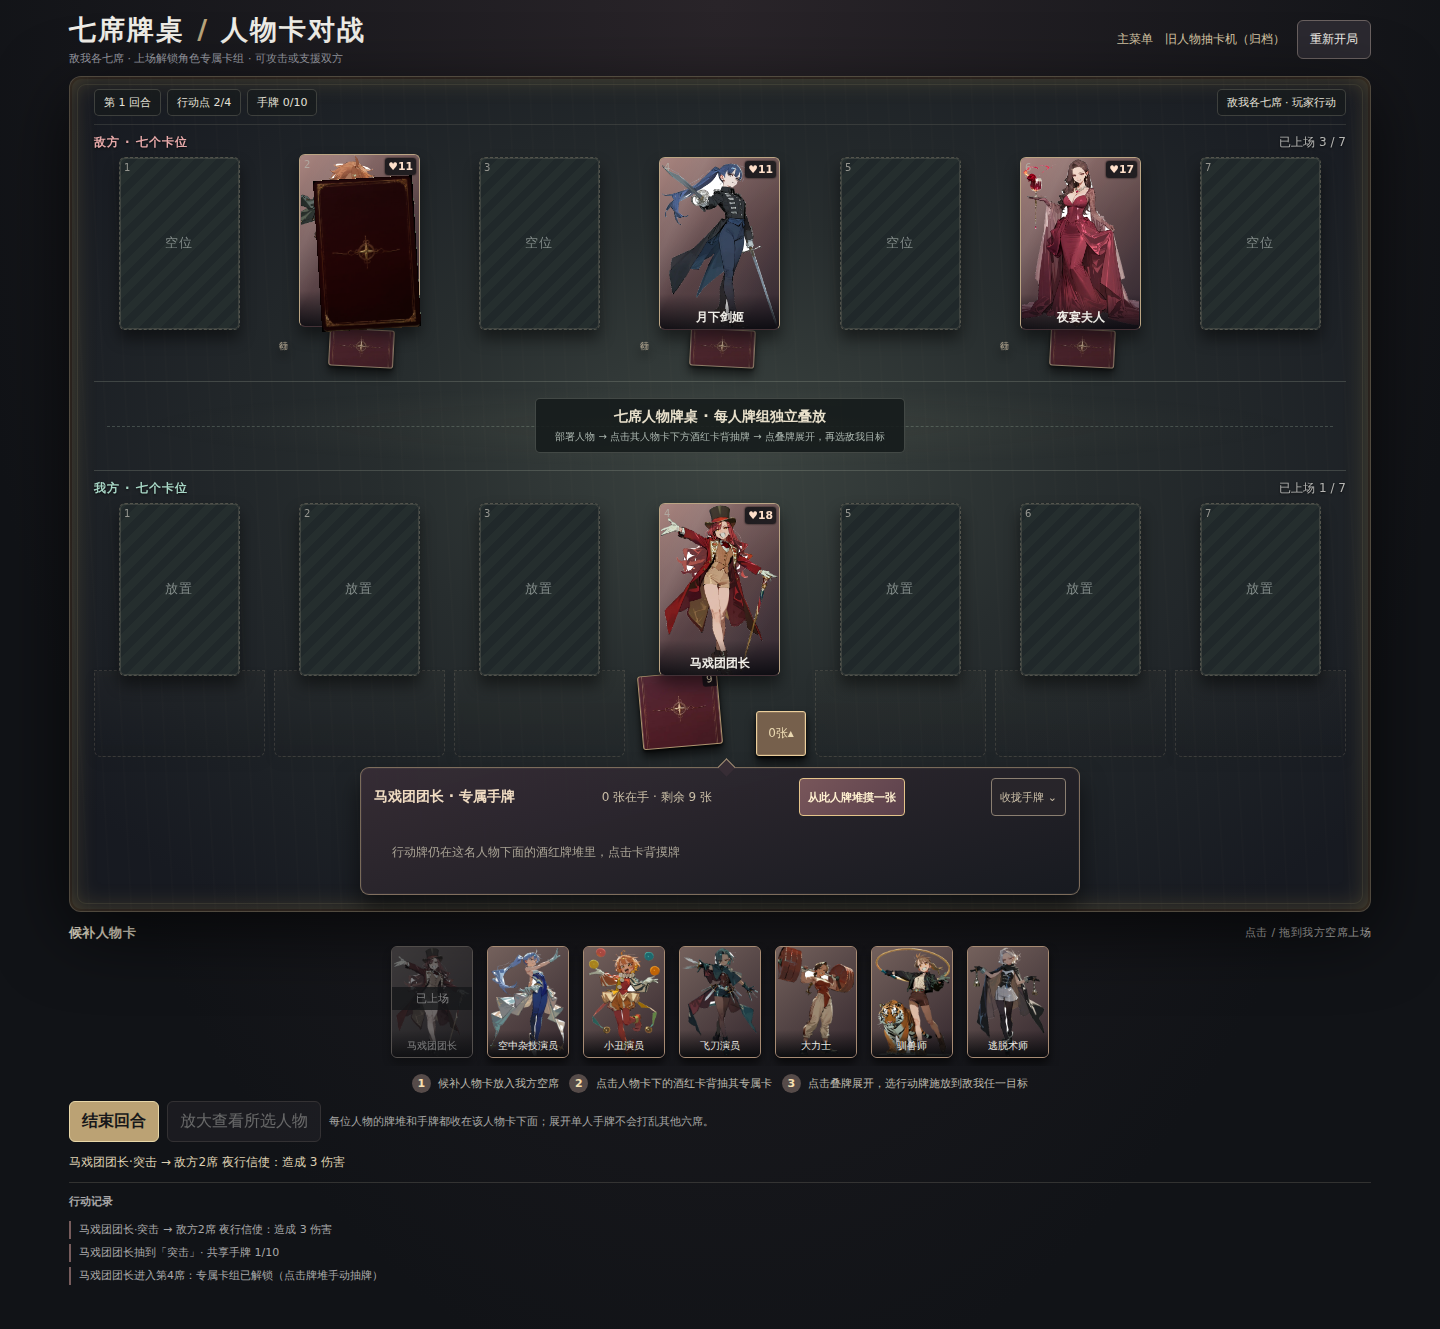 七席牌桌 / 人物卡对战
敌我各七席 · 上场解锁角色专属卡组 · 可攻击或支援双方
主菜单 旧人物抽卡机（归档） 重新开局
第 1 回合 行动点 2/4 手牌 0/10 敌我各七席 · 玩家行动
敌方 · 七个卡位 已上场 3 / 7
1 2 ♥11 3 4 ♥11 5 6 ♥17 7
空位 空位 空位 空位
月下剑姬 夜宴夫人
七席人物牌桌 · 每人牌组独立叠放
部署人物 → 点击其人物卡下方酒红卡背抽牌 → 点叠牌展开，再选敌我目标
我方 · 七个卡位 已上场 1 / 7
1 2 3 4 ♥18 5 6 7
放置 放置 放置 放置 放置 放置
马戏团团长
9
0张▴
马戏团团长 · 专属手牌 0 张在手 · 剩余 9 张 从此人牌堆摸一张 收拢手牌 ⌄
行动牌仍在这名人物下面的酒红牌堆里，点击卡背摸牌
候补人物卡 点击 / 拖到我方空席上场
已上场
马戏团团长 空中杂技演员 小丑演员 飞刀演员 大力士 驯兽师 逃脱术师
1 候补人物卡放入我方空席 2 点击人物卡下的酒红卡背抽其专属卡 3 点击叠牌展开，选行动牌施放到敌我任一目标
结束回合 放大查看所选人物 每位人物的牌堆和手牌都收在该人物卡下面；展开单人手牌不会打乱其他六席。
马戏团团长·突击 → 敌方2席 夜行信使：造成 3 伤害
行动记录
马戏团团长·突击 → 敌方2席 夜行信使：造成 3 伤害
马戏团团长抽到「突击」· 共享手牌 1/10
马戏团团长进入第4席：专属卡组已解锁（点击牌堆手动抽牌）